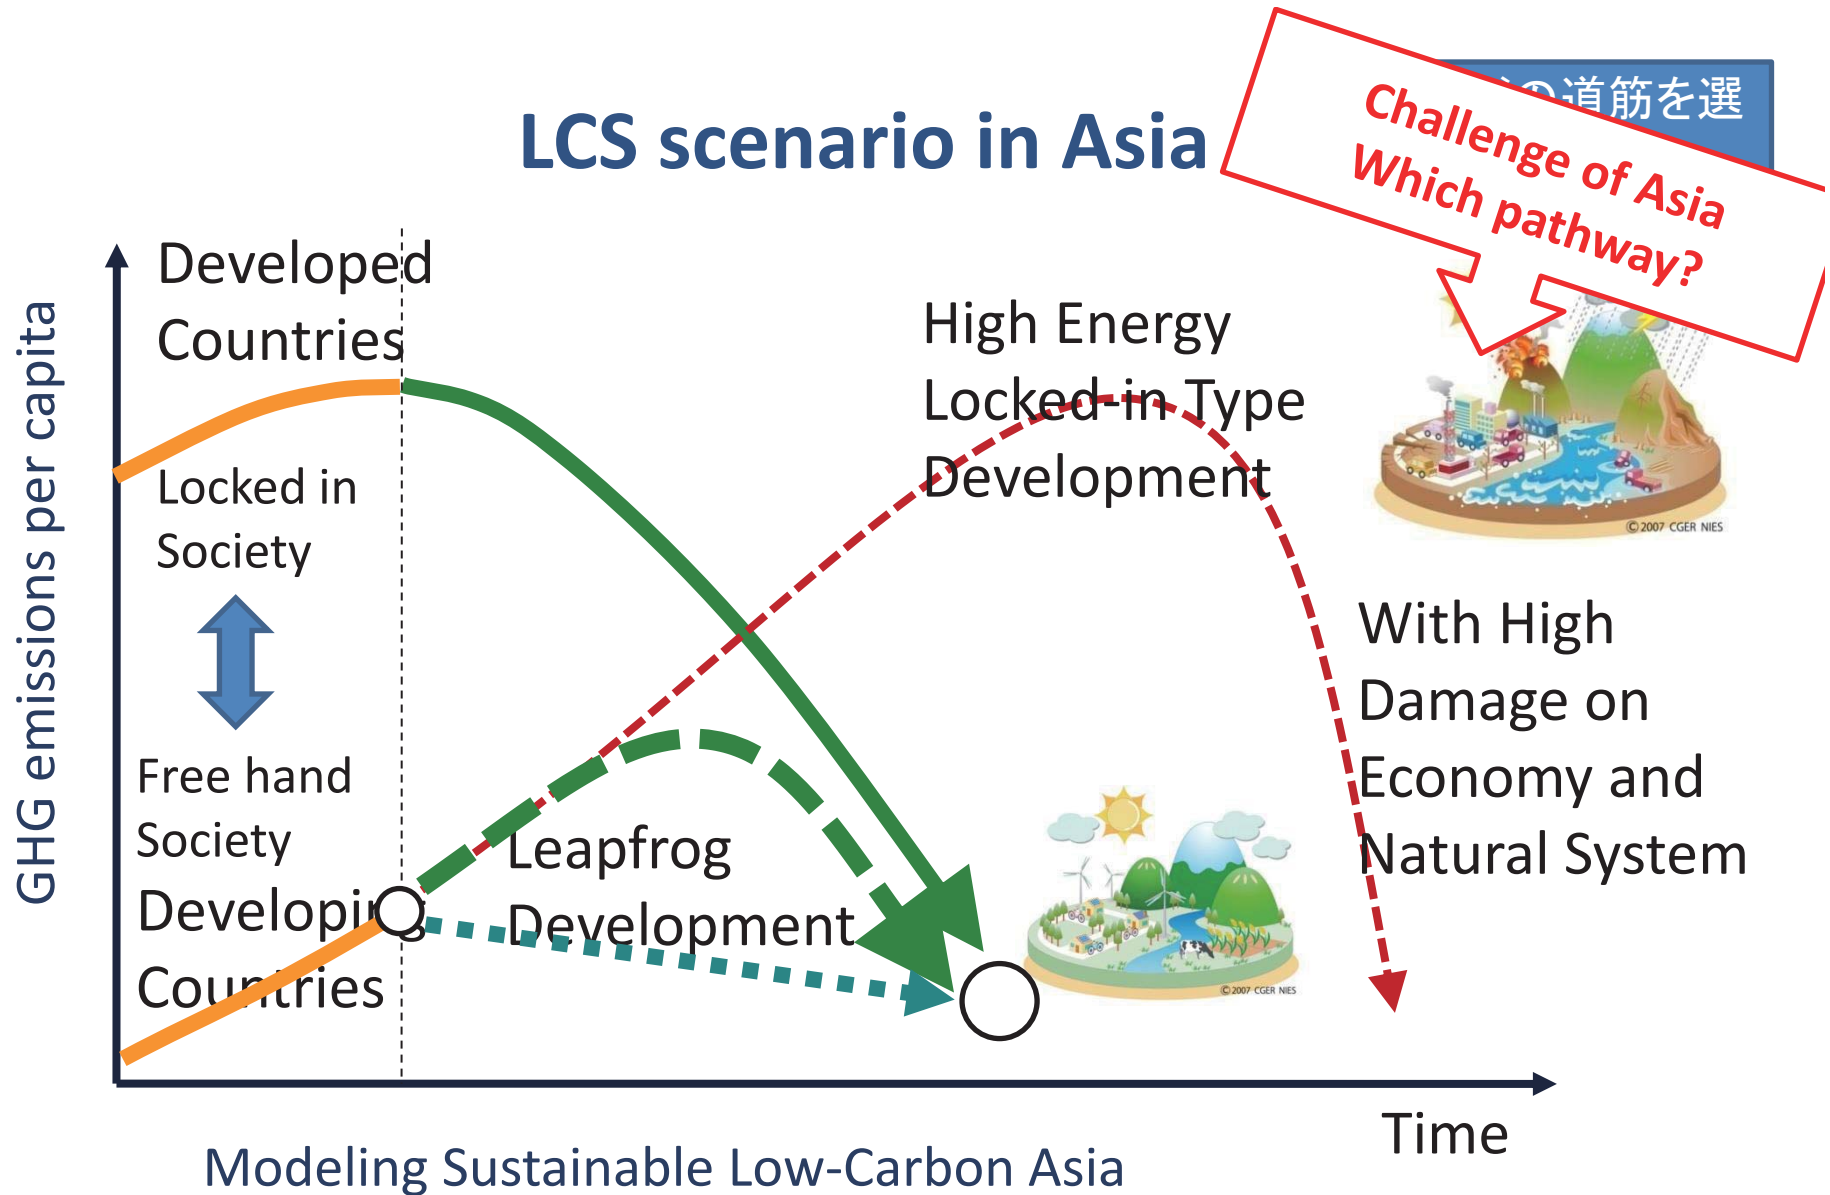 の道筋を選
Challenge of Asia
Which pathway?
LCS scenario in Asia
Developed
Countries
High Energy
Locked-in Type
Development
GHG emissions per capita
Locked in
Society
© 2007 CGER NIES
With High
Damage on
Economy and
Natural System
Free hand
Society
Leapfrog
Development
Developing
Countries
© 2007 CGER NIES
Time
Modeling Sustainable Low-Carbon Asia